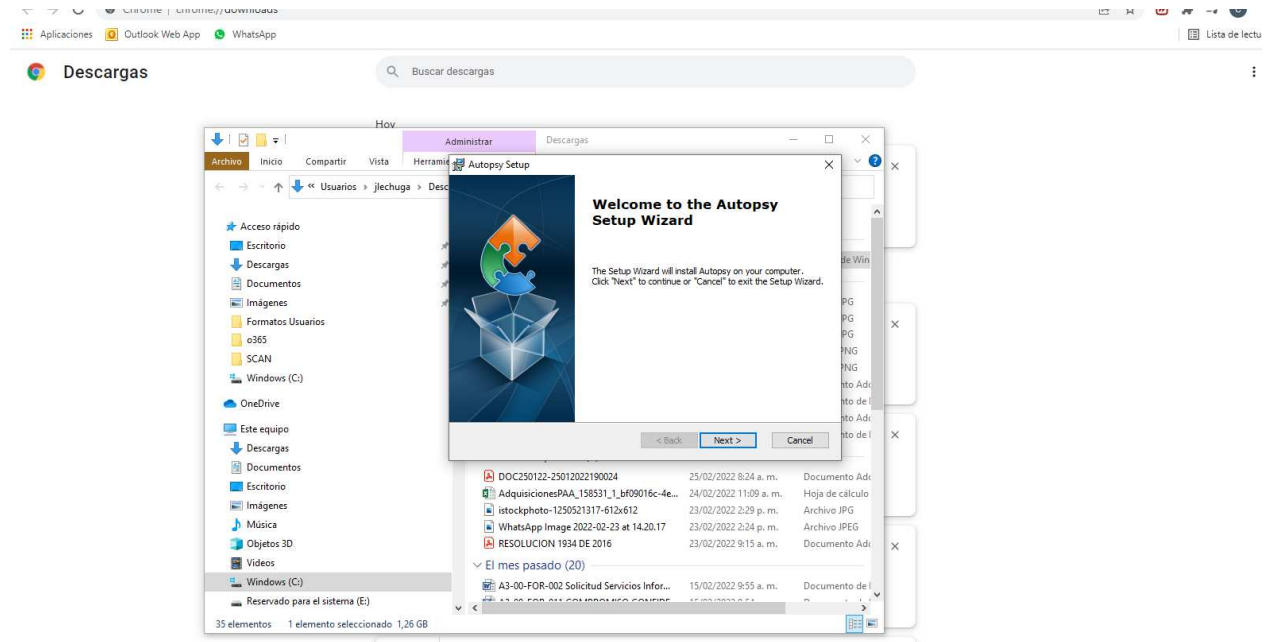 Chrome | chrome://downloads
Aplicaciones Outlook Web App WhatsApp Lista de lectu
Descargas
Buscar descargas
Hoy
Administrar Descargas
Archivo Inicio Compartir Vista Herramie
« Usuarios › jlechuga › Desc
Autopsy Setup
Welcome to the Autopsy
Setup Wizard
The Setup Wizard will install Autopsy on your computer.
Click "Next" to continue or "Cancel" to exit the Setup Wizard.
< Back Next > Cancel
Acceso rápido
Escritorio
Descargas
Documentos
Imágenes
Formatos Usuarios
o365
SCAN
Windows (C:)
OneDrive
Este equipo
Descargas
Documentos
Escritorio
Imágenes
Música
Objetos 3D
Videos
Windows (C:)
Reservado para el sistema (E:)
de Win
PG
PG
PG
PNG
PNG
nto Ado
nto de l
nto Ado
nto de l
DOC250122-25012022190024 25/02/2022 8:24 a. m. Documento Ado
AdquisicionesPAA_158531_1_bf09016c-4e... 24/02/2022 11:09 a. m. Hoja de cálculo
istockphoto-1250521317-612x612 23/02/2022 2:29 p. m. Archivo JPG
WhatsApp Image 2022-02-23 at 14.20.17 23/02/2022 2:24 p. m. Archivo JPEG
RESOLUCION 1934 DE 2016 23/02/2022 9:15 a. m. Documento Ado
El mes pasado (20)
A3-00-FOR-002 Solicitud Servicios Infor... 15/02/2022 9:55 a. m. Documento de l
35 elementos 1 elemento seleccionado 1,26 GB